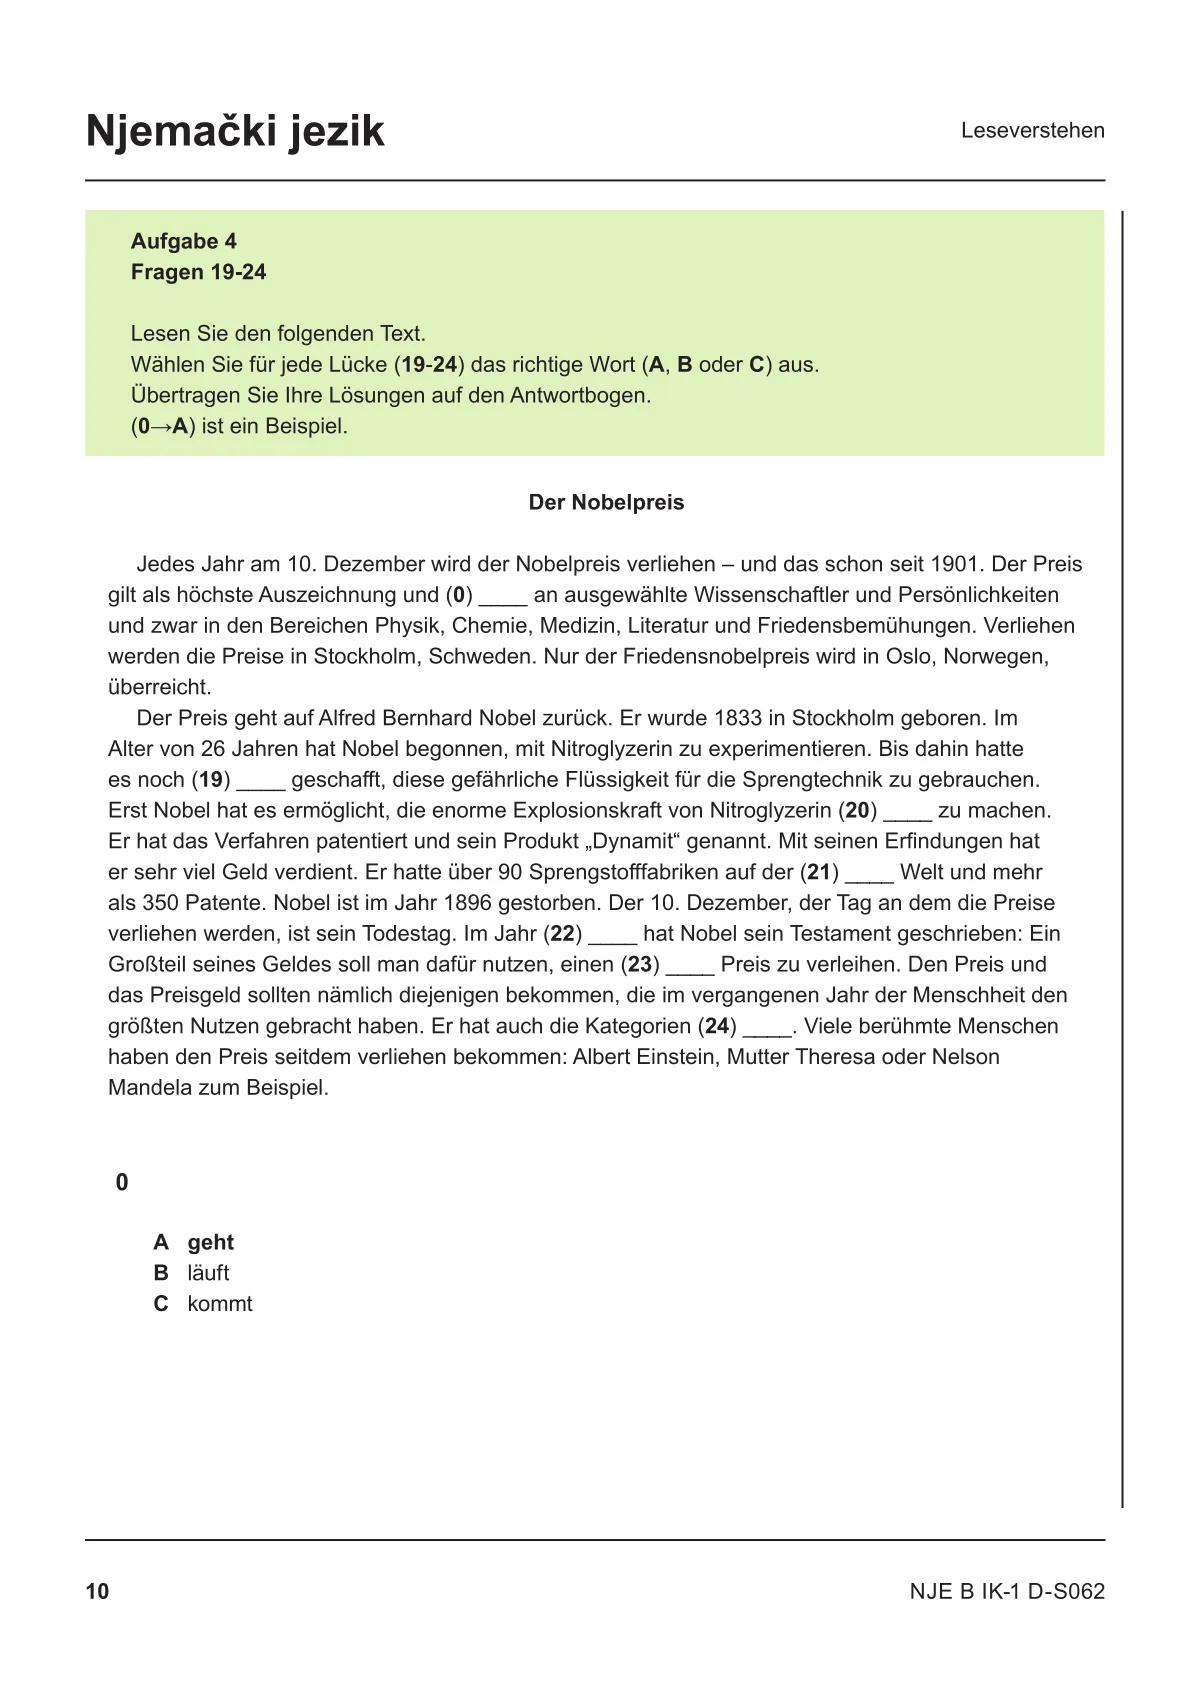 Njemački jezik
Leseverstehen
Aufgabe 4
Fragen 19-24
Lesen Sie den folgenden Text.
Wählen Sie für jede Lücke (19-24) das richtige Wort (A, B oder C) aus.
Übertragen Sie Ihre Lösungen auf den Antwortbogen.
(0→A) ist ein Beispiel.
Der Nobelpreis
Jedes Jahr am 10. Dezember wird der Nobelpreis verliehen – und das schon seit 1901. Der Preis
gilt als höchste Auszeichnung und (0) ____ an ausgewählte Wissenschaftler und Persönlichkeiten
und zwar in den Bereichen Physik, Chemie, Medizin, Literatur und Friedensbemühungen. Verliehen
werden die Preise in Stockholm, Schweden. Nur der Friedensnobelpreis wird in Oslo, Norwegen,
überreicht.
Der Preis geht auf Alfred Bernhard Nobel zurück. Er wurde 1833 in Stockholm geboren. Im
Alter von 26 Jahren hat Nobel begonnen, mit Nitroglyzerin zu experimentieren. Bis dahin hatte
es noch (19) ____ geschafft, diese gefährliche Flüssigkeit für die Sprengtechnik zu gebrauchen.
Erst Nobel hat es ermöglicht, die enorme Explosionskraft von Nitroglyzerin (20) ____ zu machen.
Er hat das Verfahren patentiert und sein Produkt „Dynamit“ genannt. Mit seinen Erfindungen hat
er sehr viel Geld verdient. Er hatte über 90 Sprengstofffabriken auf der (21) ____ Welt und mehr
als 350 Patente. Nobel ist im Jahr 1896 gestorben. Der 10. Dezember, der Tag an dem die Preise
verliehen werden, ist sein Todestag. Im Jahr (22) ____ hat Nobel sein Testament geschrieben: Ein
Großteil seines Geldes soll man dafür nutzen, einen (23) ____ Preis zu verleihen. Den Preis und
das Preisgeld sollten nämlich diejenigen bekommen, die im vergangenen Jahr der Menschheit den
größten Nutzen gebracht haben. Er hat auch die Kategorien (24) ____. Viele berühmte Menschen
haben den Preis seitdem verliehen bekommen: Albert Einstein, Mutter Theresa oder Nelson
Mandela zum Beispiel.
0
A geht
B läuft
C kommt
10
NJE B IK-1 D-S062